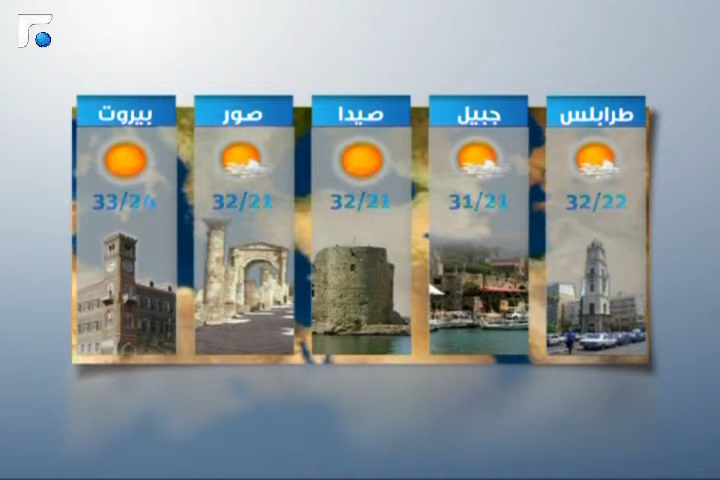 طرابلس
32/22
جبيل
31/21
صيدا
32/21
صور
32/21
بيروت
33/24